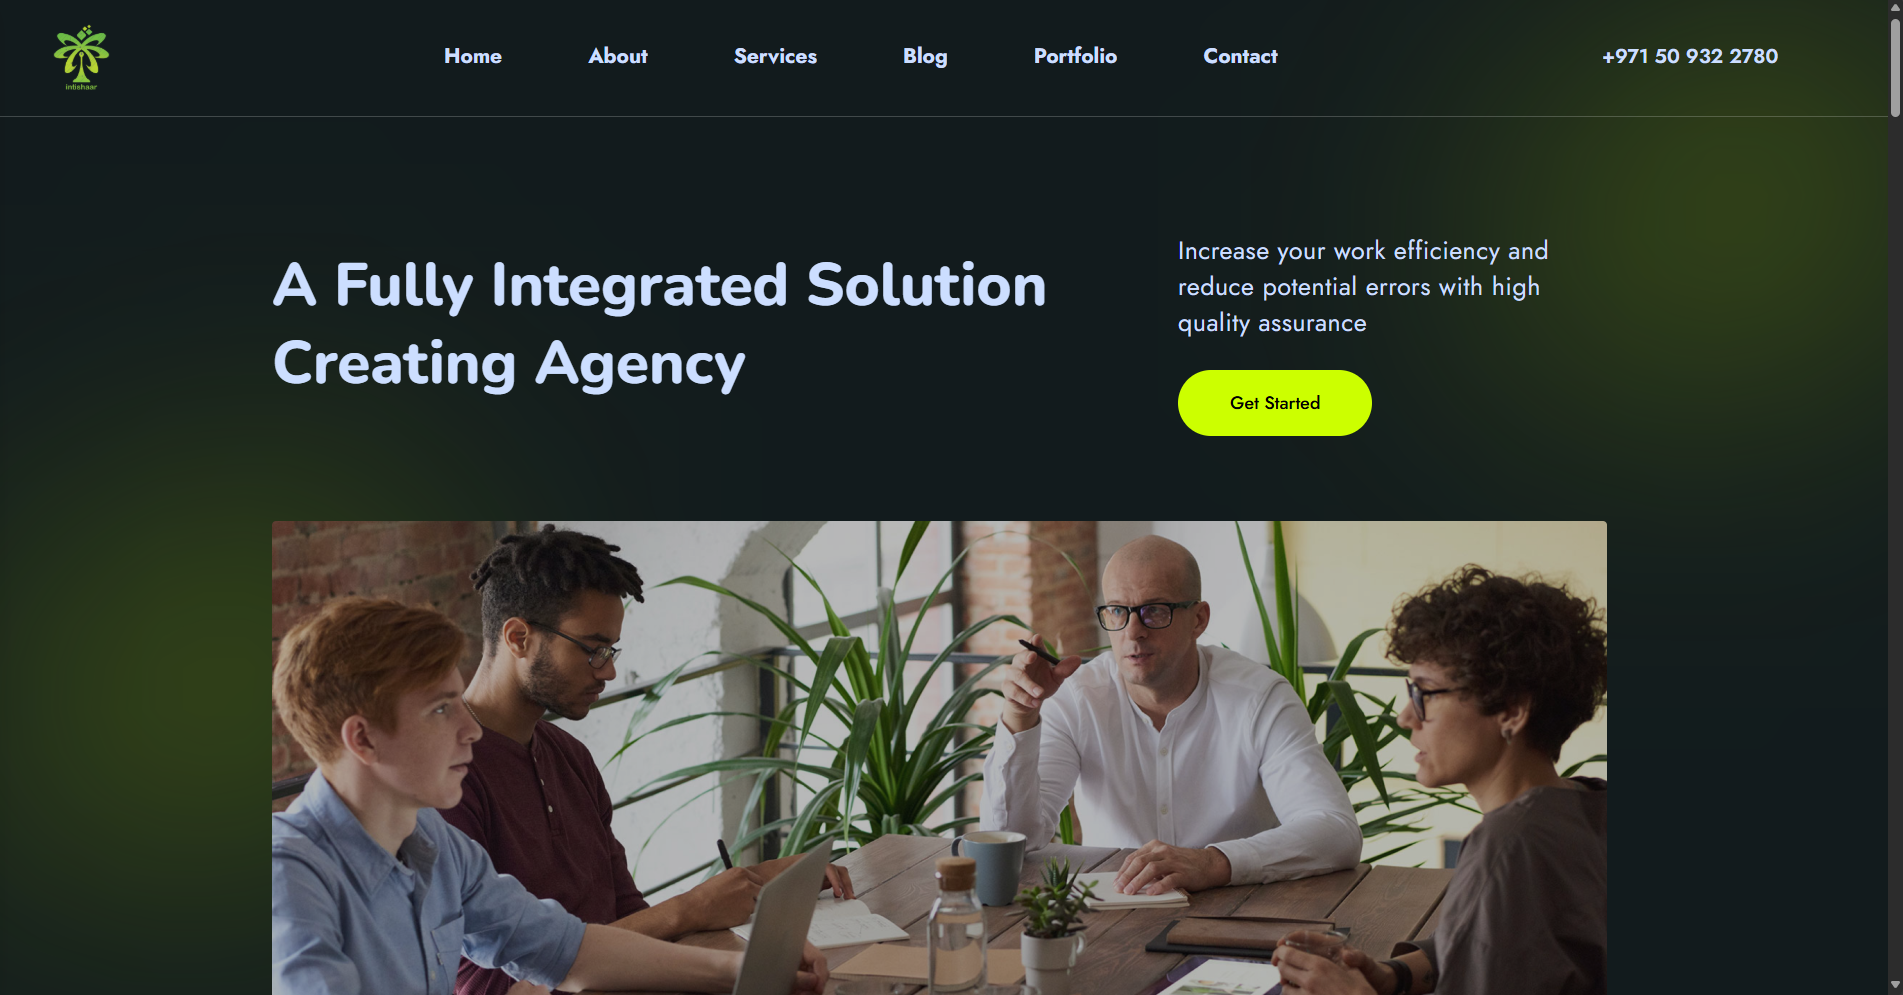 intishaar
Home
About
Services
Blog
Portfolio
Contact
+971 50 932 2780
A Fully Integrated Solution
Creating Agency
Increase your work efficiency and
reduce potential errors with high
quality assurance
Get Started